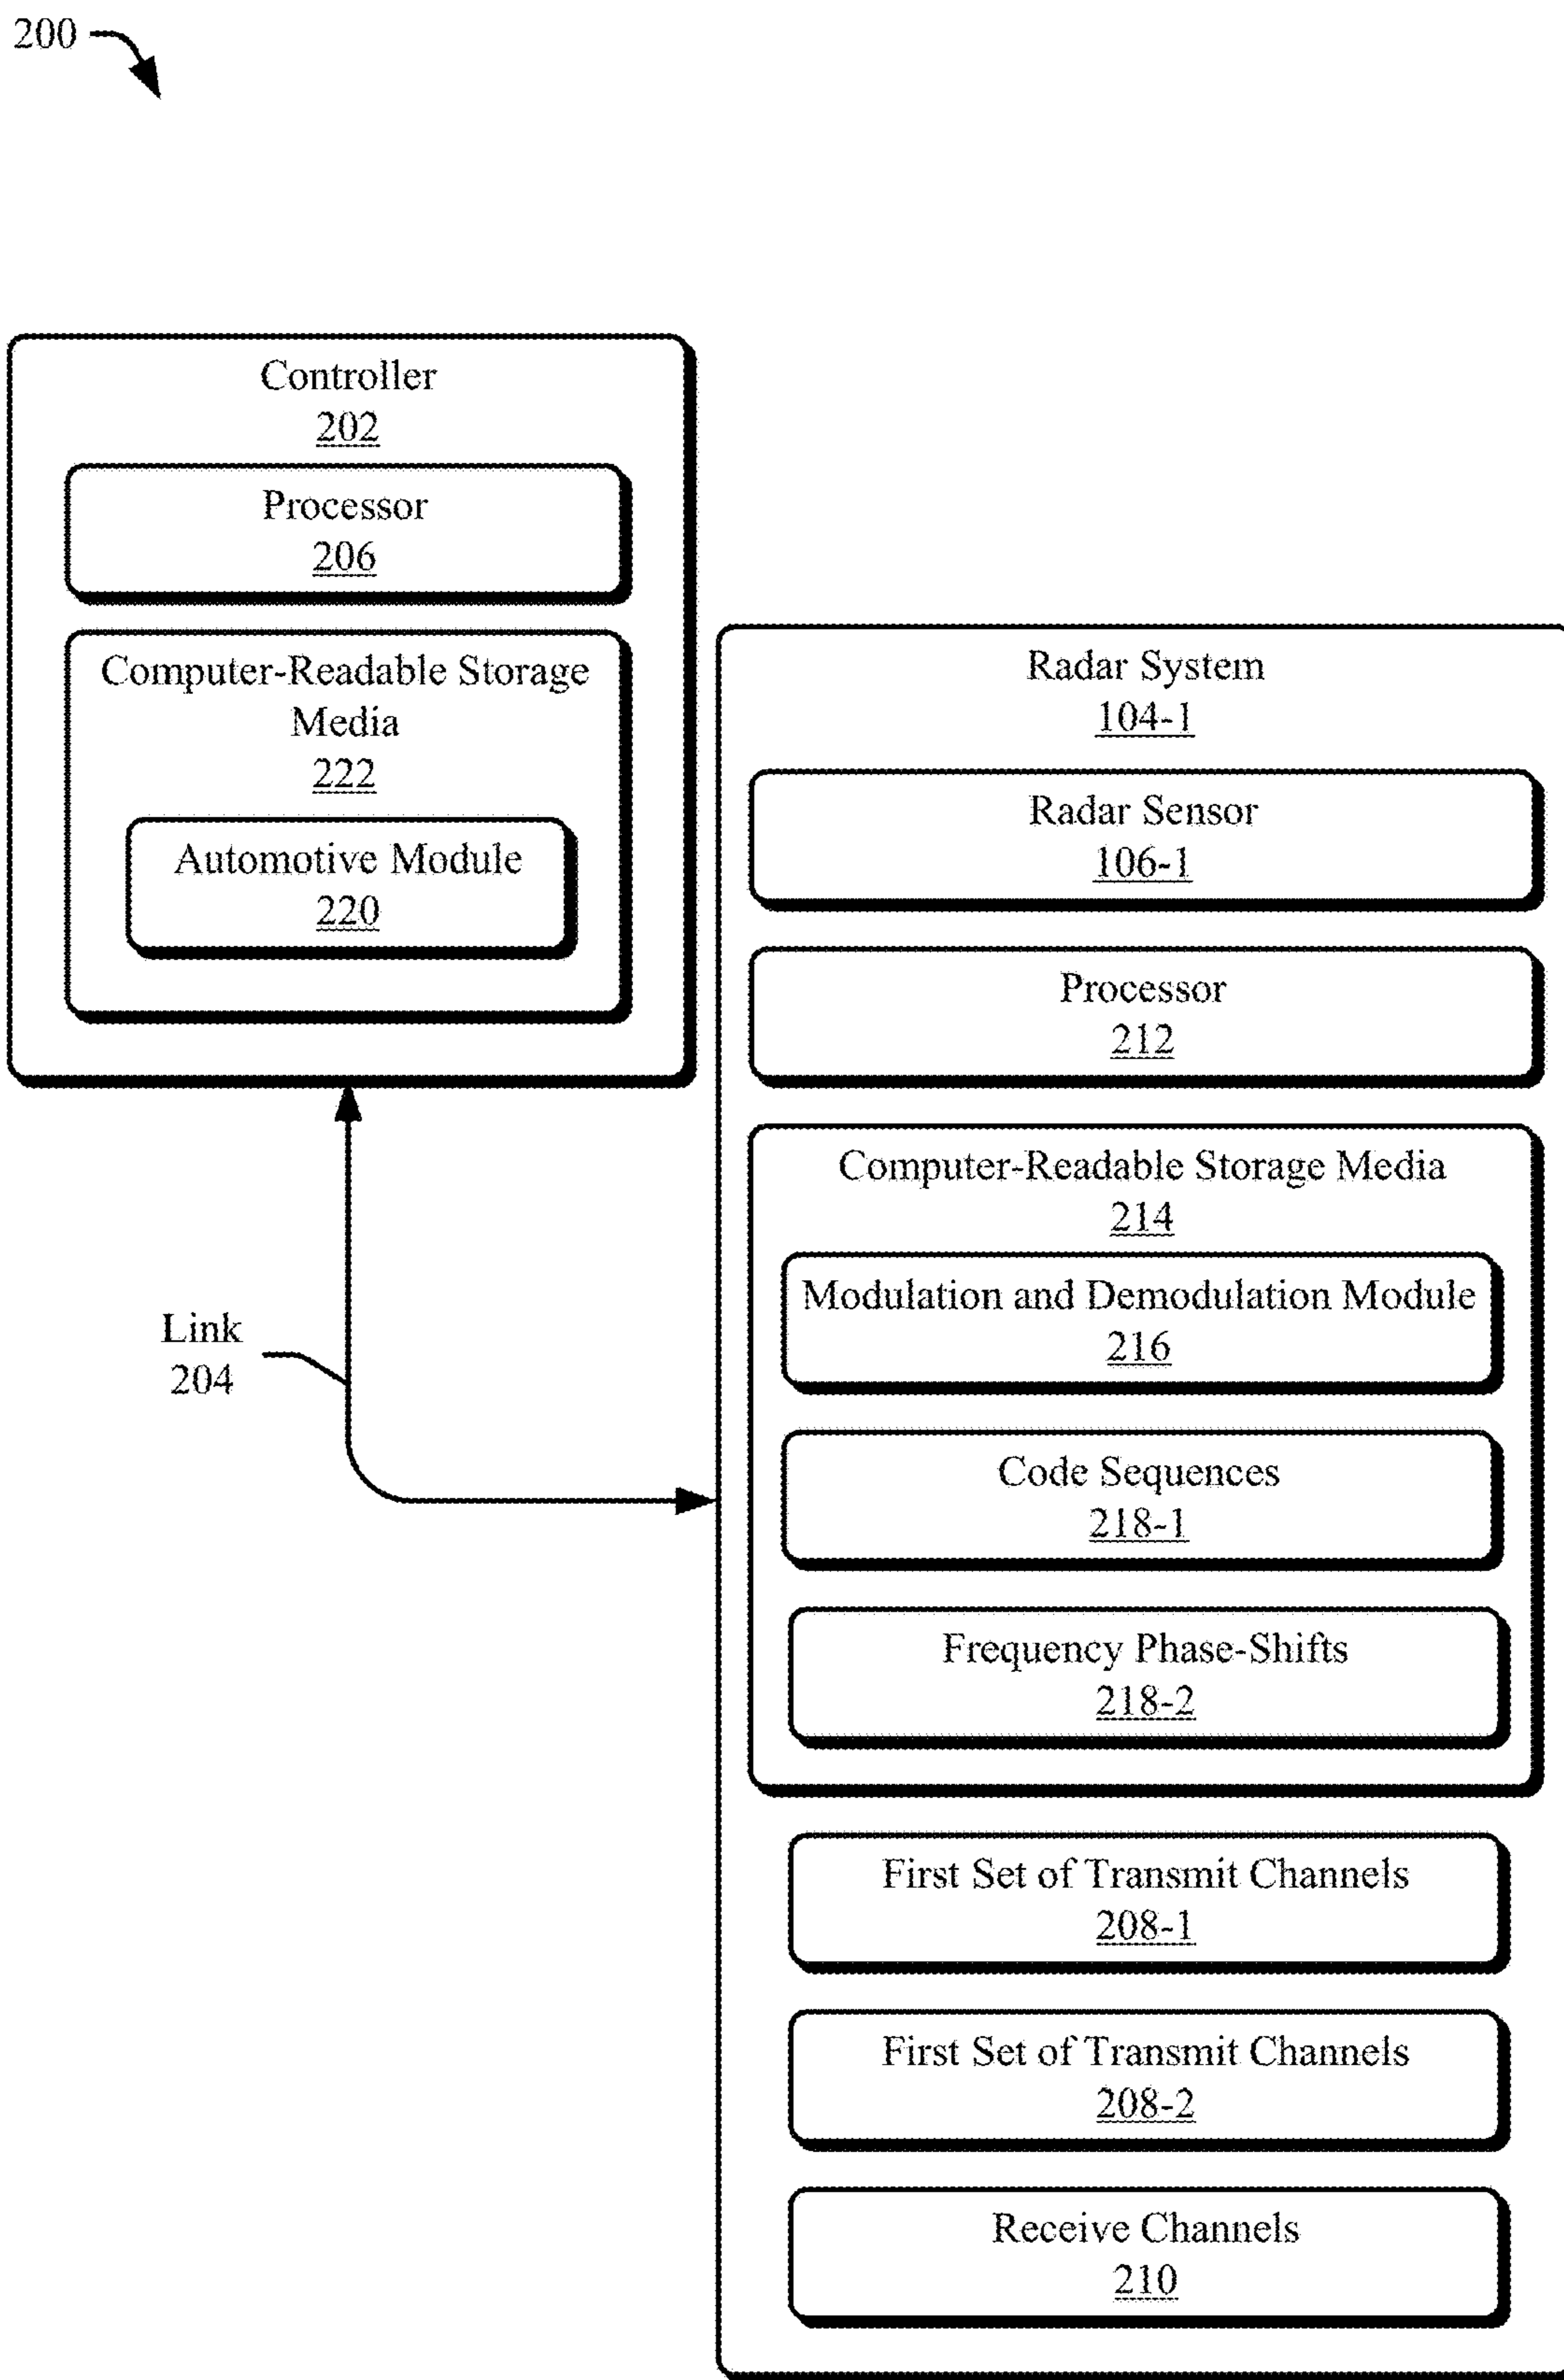 200
Controller
202
Processor
206
Computer-Readable Storage
Media
222
Automotive Module
220
Link
204
Radar System
104-1
Radar Sensor
106-1
Processor
212
Computer-Readable Storage Media
214
Modulation and Demodulation Module
216
Code Sequences
218-1
Frequency Phase-Shifts
218-2
First Set of Transmit Channels
208-1
First Set of Transmit Channels
208-2
Receive Channels
210